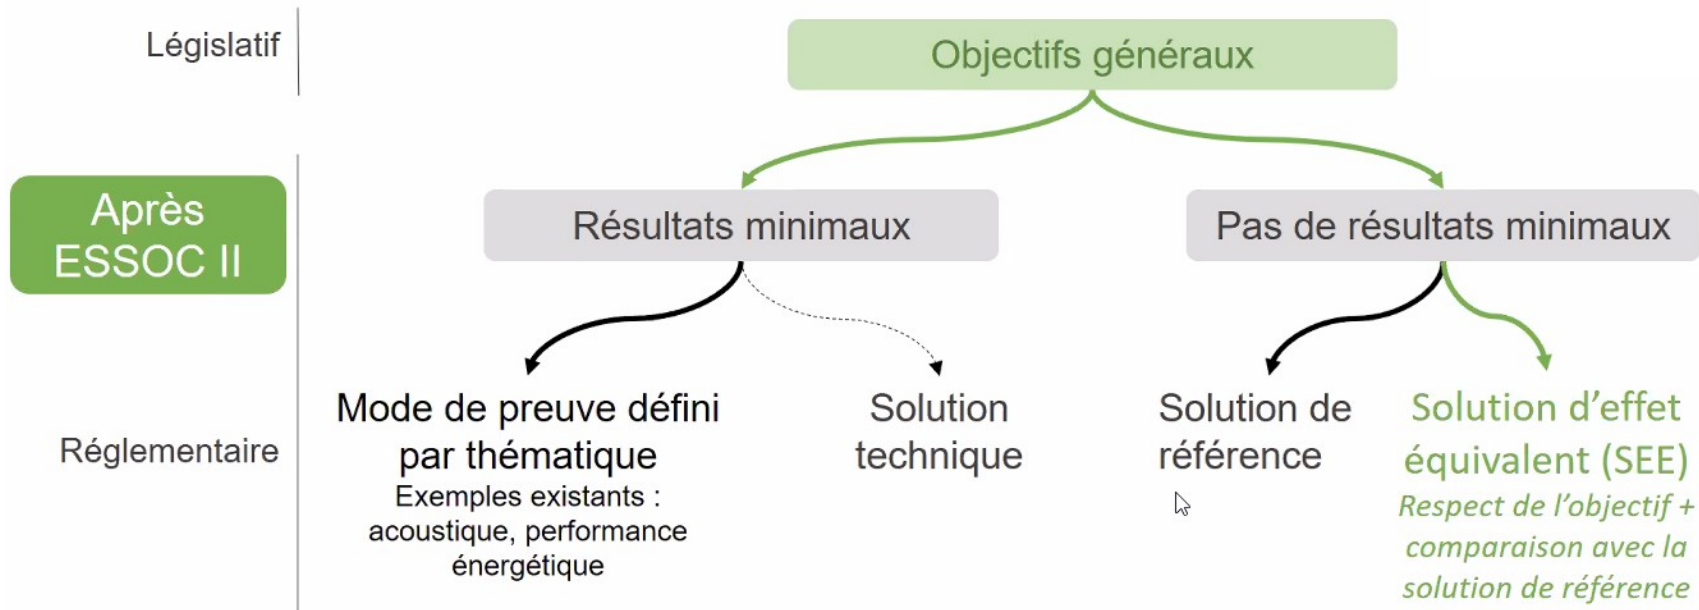 Législatif
Objectifs généraux
Après
ESSOC II
Résultats minimaux
Pas de résultats minimaux
Réglementaire
Mode de preuve défini
par thématique
Exemples existants :
acoustique, performance
énergétique
Solution
technique
Solution de
référence
Solution d’effet
équivalent (SEE)
Respect de l’objectif +
comparaison avec la
solution de référence